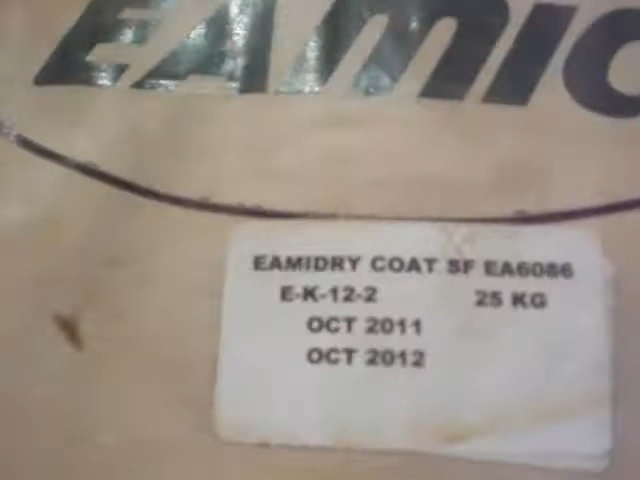 EAMIC
EAMIDRY COAT SF EA6086
E-K-12-2 25 KG
OCT 2011
OCT 2012